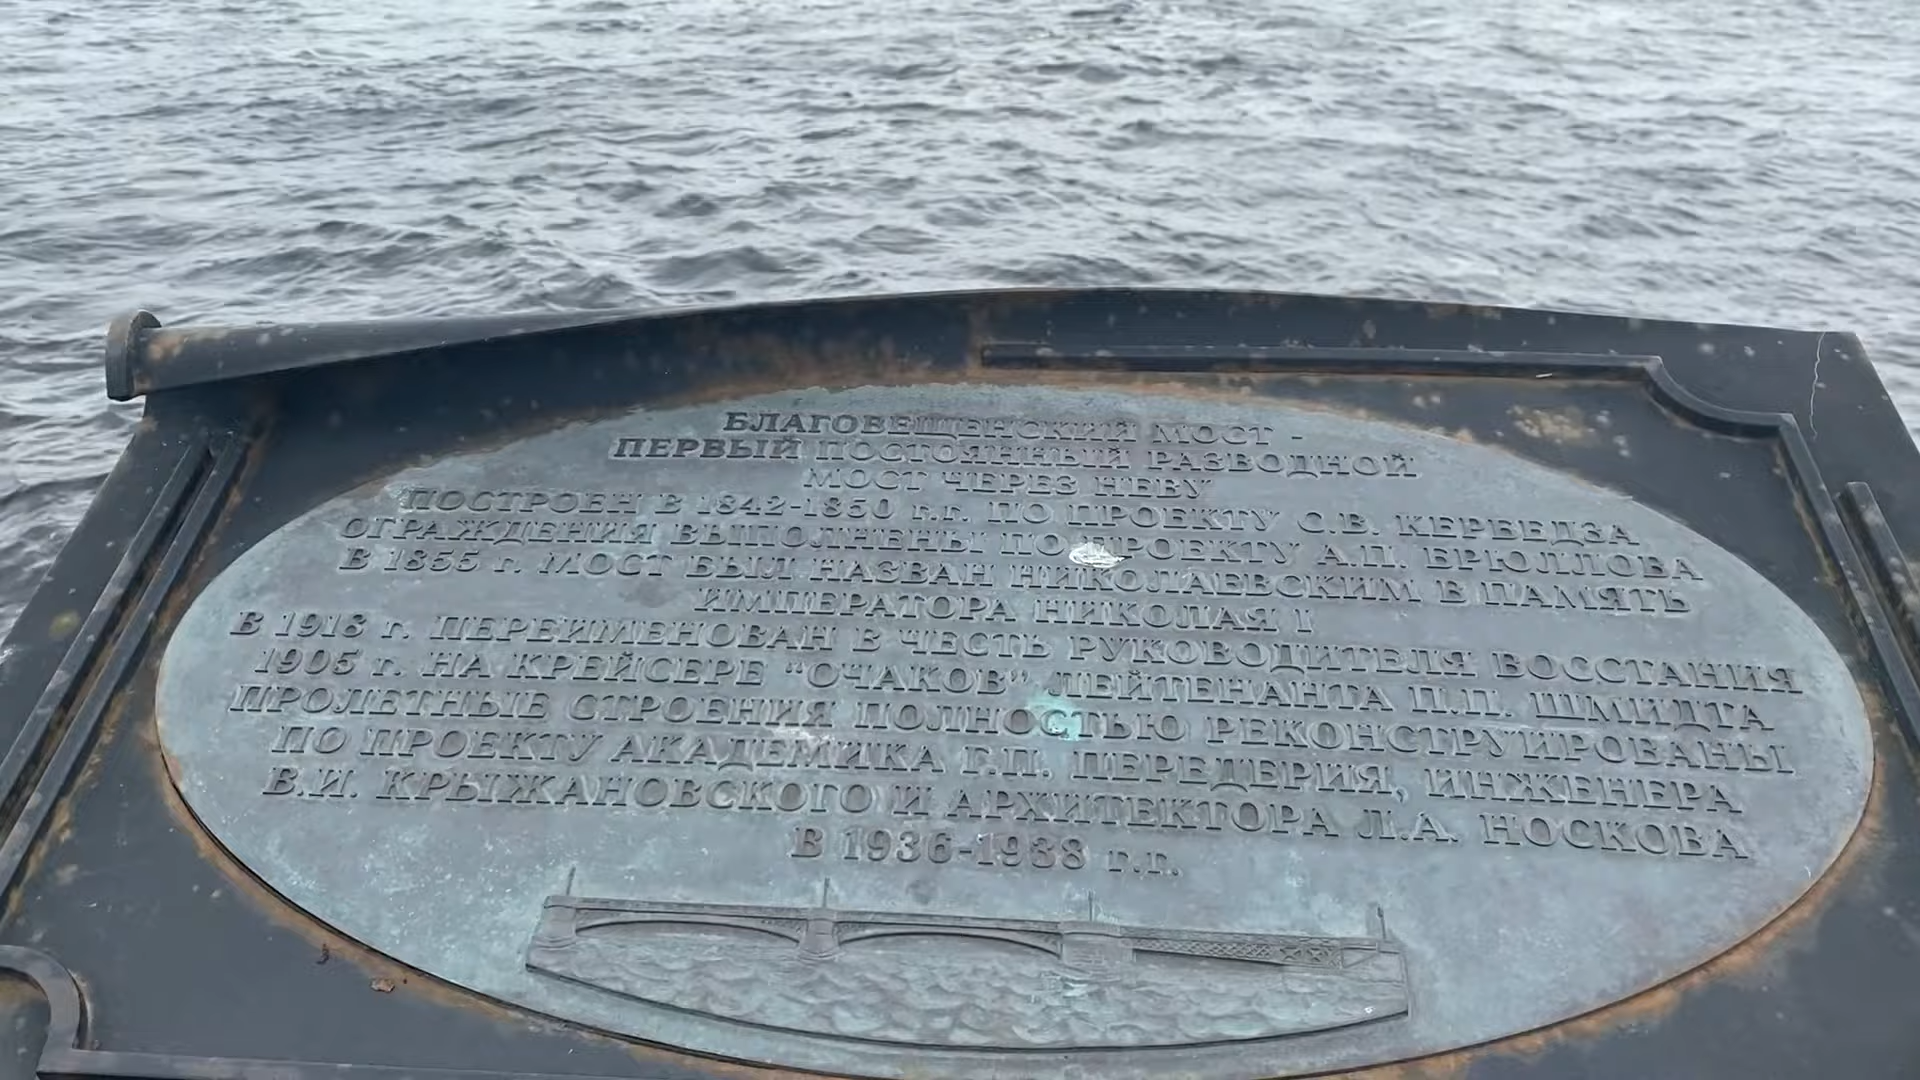 БЛАГОВЕЩЕНСКИЙ МОСТ -
ПЕРВЫЙ ПОСТОЯННЫЙ РАЗВОДНОЙ
МОСТ ЧЕРЕЗ НЕВУ
ПОСТРОЕН В 1842-1850 г.г. ПО ПРОЕКТУ С.В. КЕРБЕДЗА
ОГРАЖДЕНИЯ ВЫПОЛНЕНЫ ПО ПРОЕКТУ А.П. БРЮЛЛОВА
В 1855 г. МОСТ БЫЛ НАЗВАН НИКОЛАЕВСКИМ В ПАМЯТЬ
ИМПЕРАТОРА НИКОЛАЯ I
В 1918 г. ПЕРЕИМЕНОВАН В ЧЕСТЬ РУКОВОДИТЕЛЯ ВОССТАНИЯ
1905 г. НА КРЕЙСЕРЕ "ОЧАКОВ" ЛЕЙТЕНАНТА П.П. ШМИДТА
ПРОЛЕТНЫЕ СТРОЕНИЯ ПОЛНОСТЬЮ РЕКОНСТРУИРОВАНЫ
ПО ПРОЕКТУ АКАДЕМИКА Г.П. ПЕРЕДЕРИЯ, ИНЖЕНЕРА
В.И. КРЫЖАНОВСКОГО И АРХИТЕКТОРА Л.А. НОСКОВА
В 1936-1938 г.г.